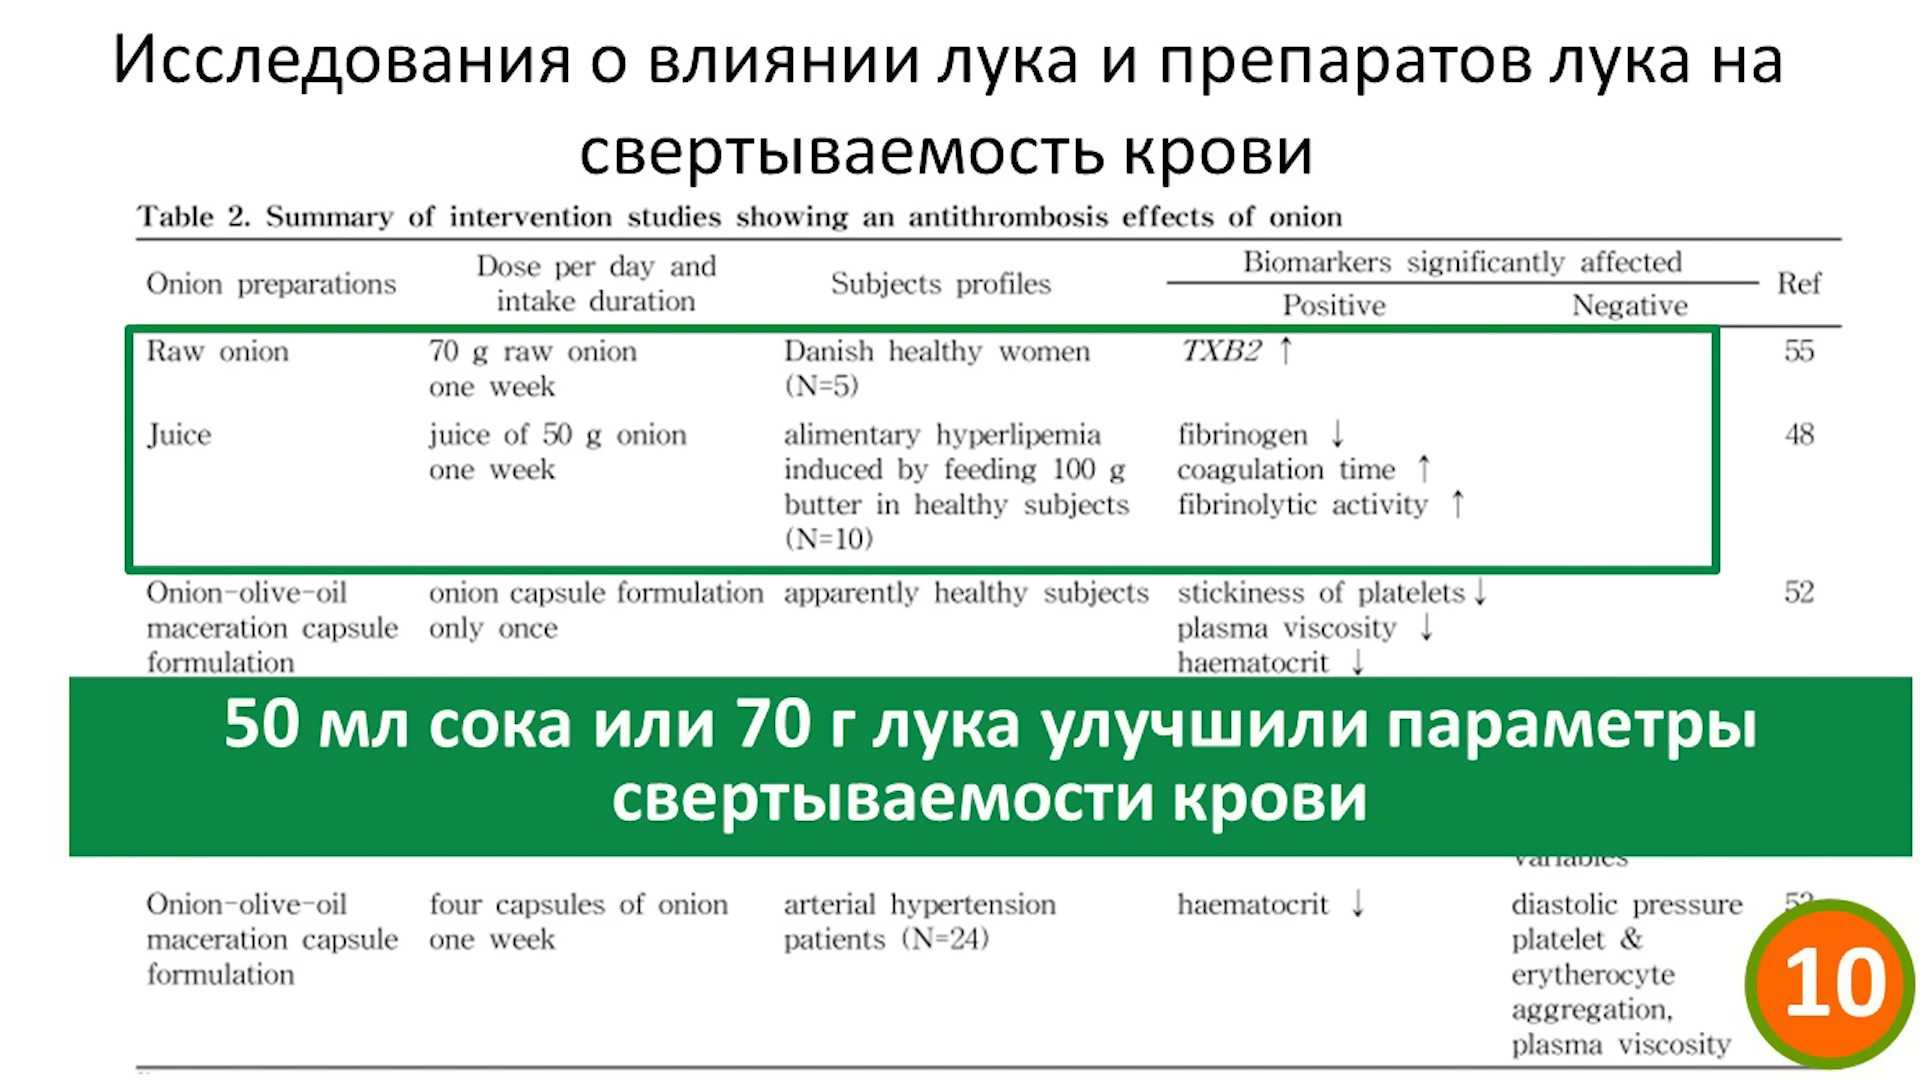 Исследования о влиянии лука и препаратов лука на
свертываемость крови
Table 2. Summary of intervention studies showing an antithrombosis effects of onion
Onion preparations
Dose per day and
intake duration
Subjects profiles
Biomarkers significantly affected
Positive
Negative
Ref
Raw onion
70 g raw onion
one week
Danish healthy women
(N=5)
TXB2 ↑
55
Juice
juice of 50 g onion
one week
alimentary hyperlipemia
induced by feeding 100 g
butter in healthy subjects
(N=10)
fibrinogen ↓
coagulation time ↑
fibrinolytic activity ↑
48
Onion-olive-oil
maceration capsule
formulation
onion capsule formulation
only once
apparently healthy subjects
stickiness of platelets↓
plasma viscosity ↓
haematocrit ↓
52
50 мл сока или 70 г лука улучшили параметры
свертываемости крови
variables
Onion-olive-oil
maceration capsule
formulation
four capsules of onion
one week
arterial hypertension
patients (N=24)
haematocrit ↓
diastolic pressure
platelet &
erytherocyte
aggregation,
plasma viscosity
10